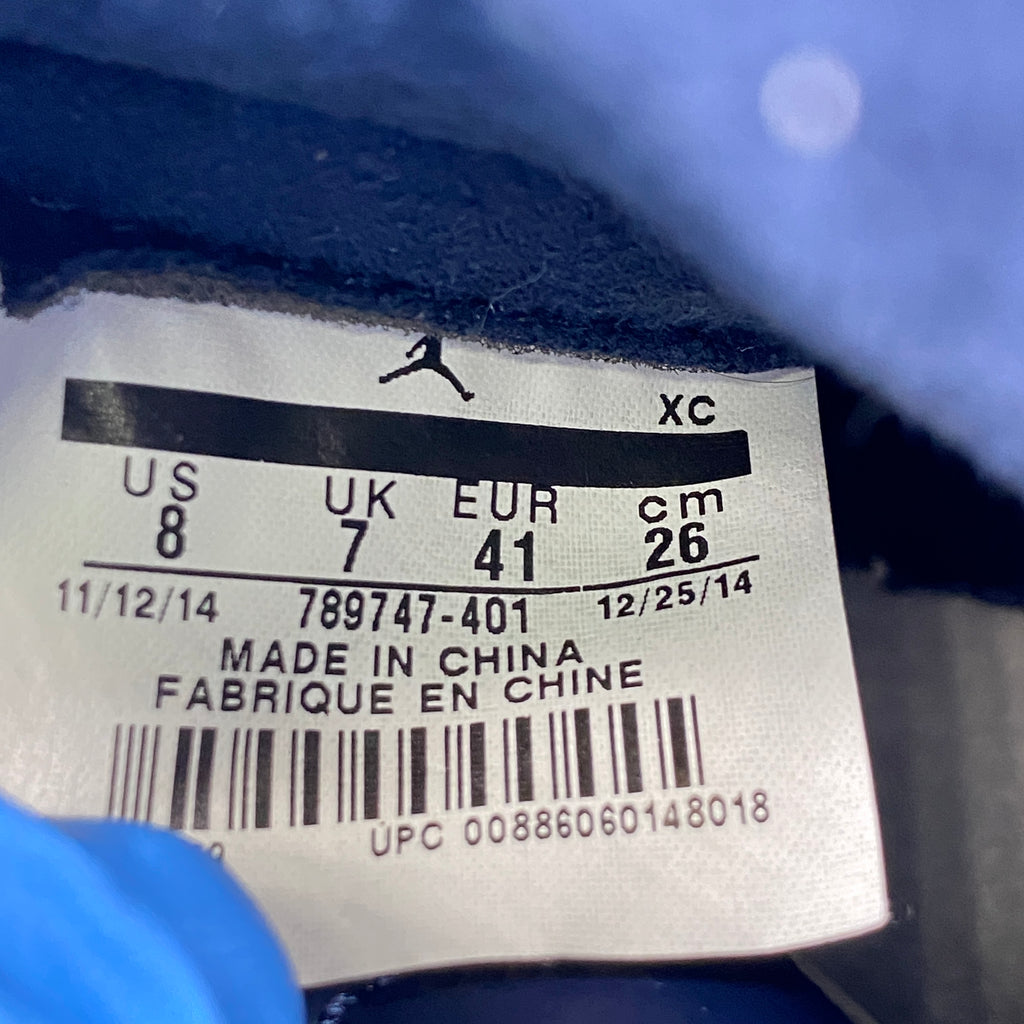 XC
US UK EUR cm
8 7 41 26
11/12/14 789747-401 12/25/14
MADE IN CHINA
FABRIQUE EN CHINE
UPC 00886060148018